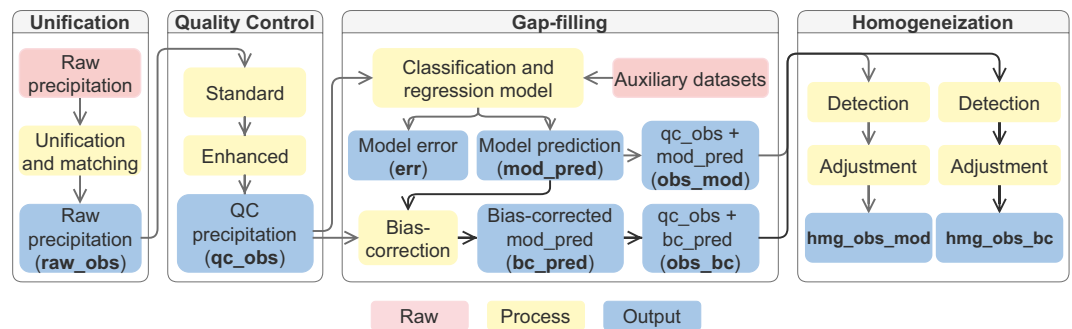 Unification
Raw
precipitation
Unification
and matching
Raw
precipitation
(raw_obs)
Quality Control
Standard
Enhanced
QC
precipitation
(qc_obs)
Gap-filling
Classification and
regression model
Auxiliary datasets
Model error
(err)
Model prediction
(mod_pred)
qc_obs +
mod_pred
(obs_mod)
Bias-
correction
Bias-corrected
mod_pred
(bc_pred)
qc_obs +
bc_pred
(obs_bc)
Homogeneization
Detection
Adjustment
hmg_obs_mod
Detection
Adjustment
hmg_obs_bc
Raw
Process
Output